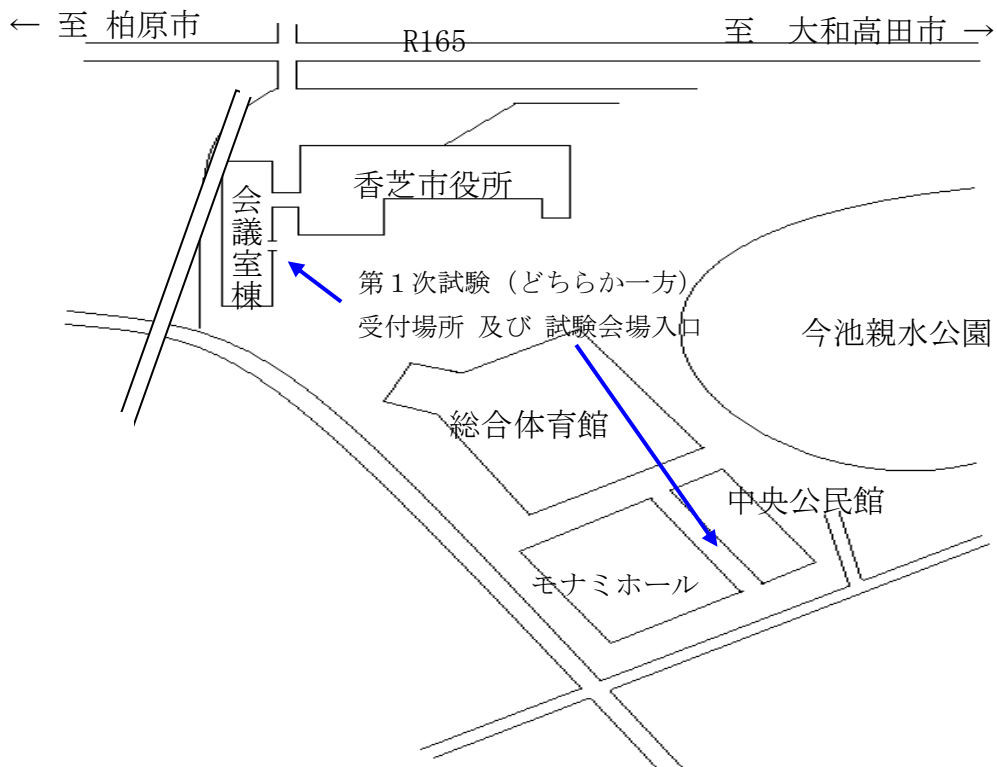 ← 至 柏原市
R165
至 大和高田市 →
香芝市役所
会議室棟
第１次試験（どちらか一方）
受付場所 及び 試験会場入口
今池親水公園
総合体育館
中央公民館
モナミホール